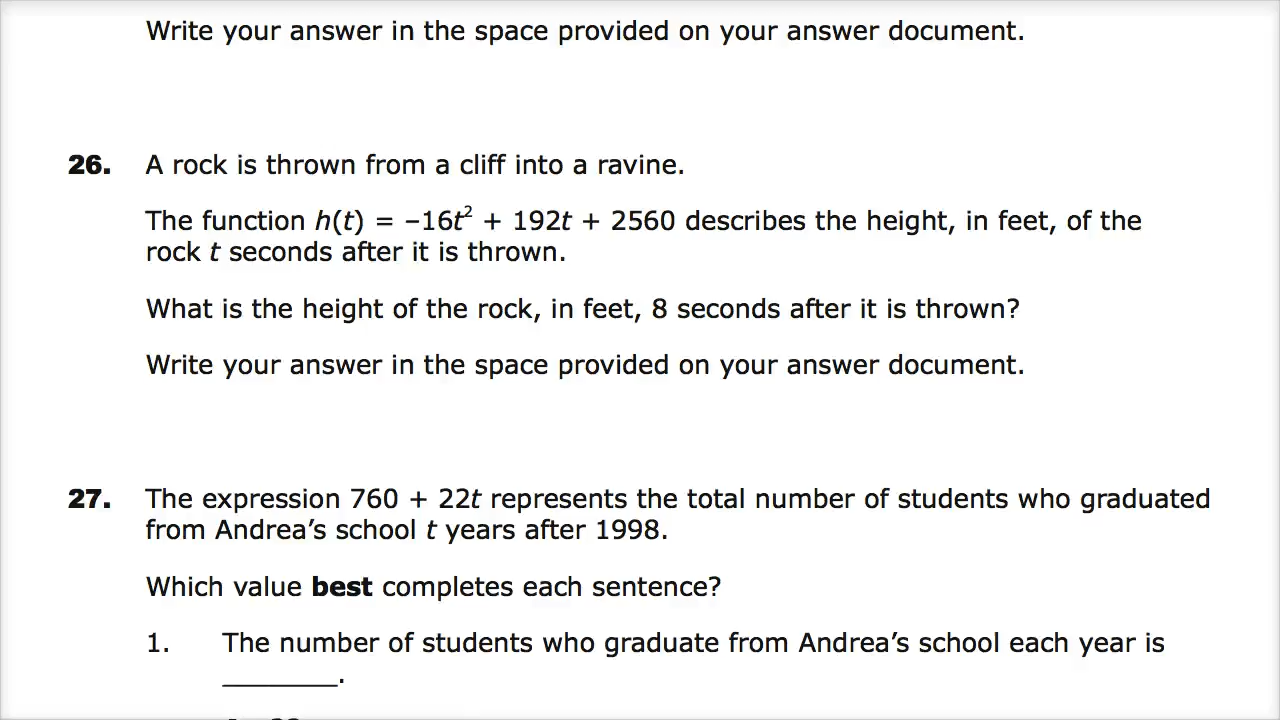 Write your answer in the space provided on your answer document.
26. A rock is thrown from a cliff into a ravine.
The function h(t) = –16t² + 192t + 2560 describes the height, in feet, of the
rock t seconds after it is thrown.
What is the height of the rock, in feet, 8 seconds after it is thrown?
Write your answer in the space provided on your answer document.
27. The expression 760 + 22t represents the total number of students who graduated
from Andrea’s school t years after 1998.
Which value best completes each sentence?
1. The number of students who graduate from Andrea’s school each year is
________.